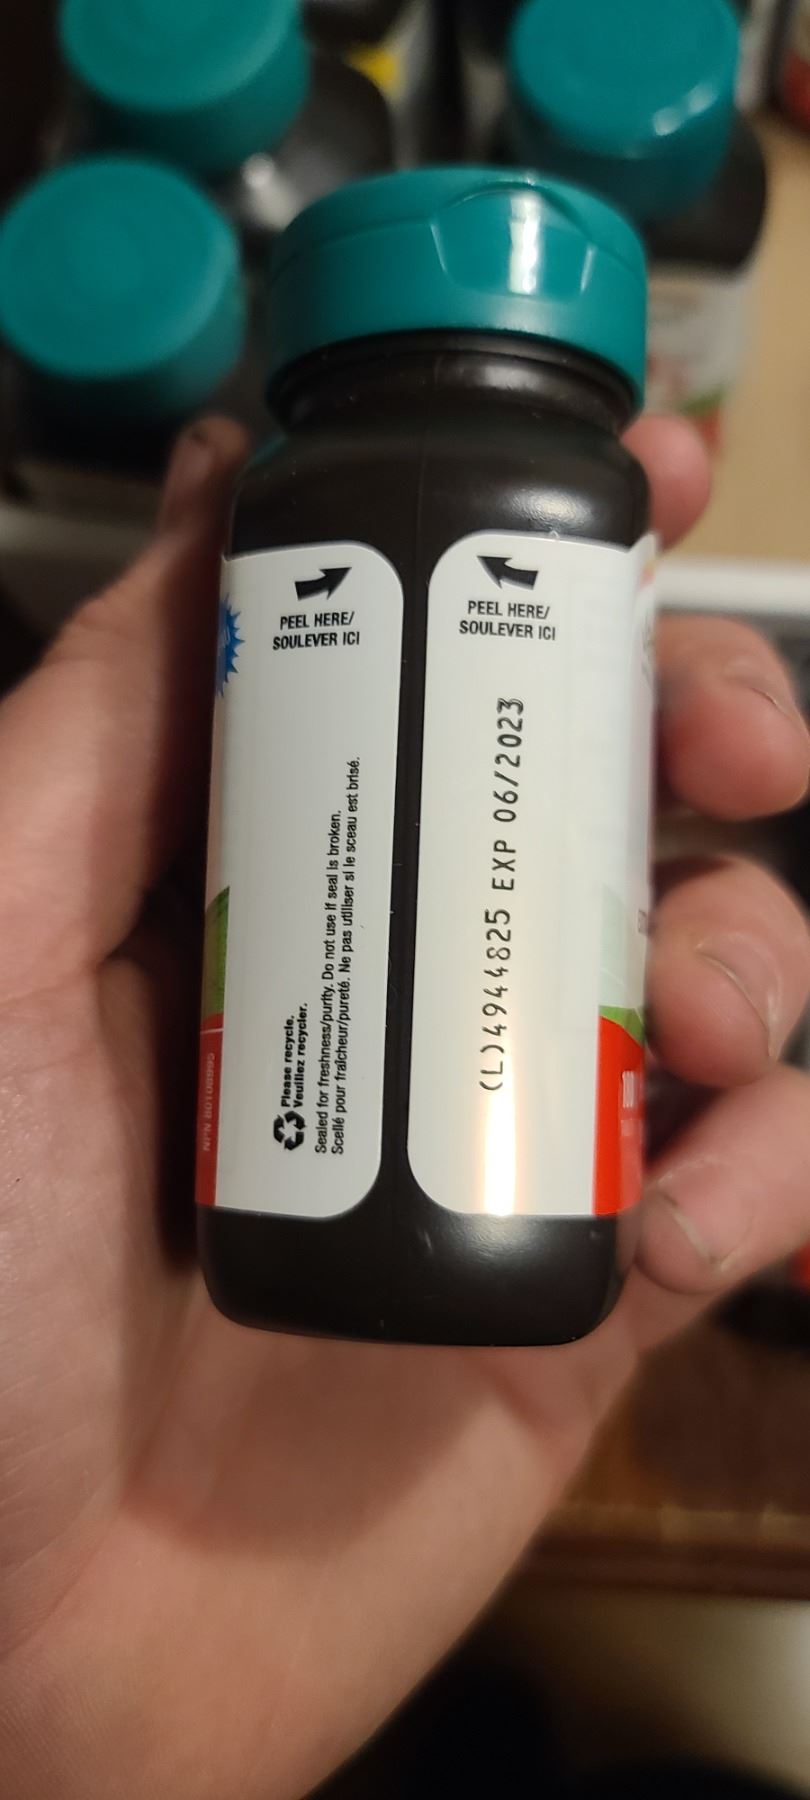 PEEL HERE/
SOULEVER ICI
Please recycle.
Veuillez recycler.
Sealed for freshness/purity. Do not use if seal is broken.
Scellé pour fraîcheur/pureté. Ne pas utiliser si le sceau est brisé.
NPN 80108995
PEEL HERE/
SOULEVER ICI
(L)4944825 EXP 06/2023